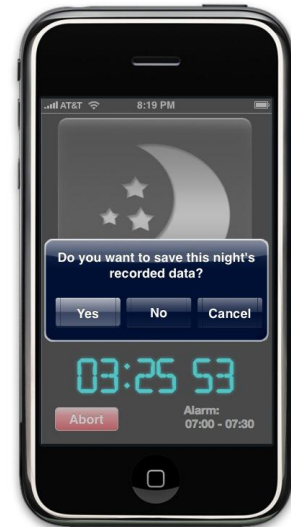 AT&T 8:19 PM
Do you want to save this night's
recorded data?
Yes No Cancel
03:25 53
Abort
Alarm:
07:00 - 07:30